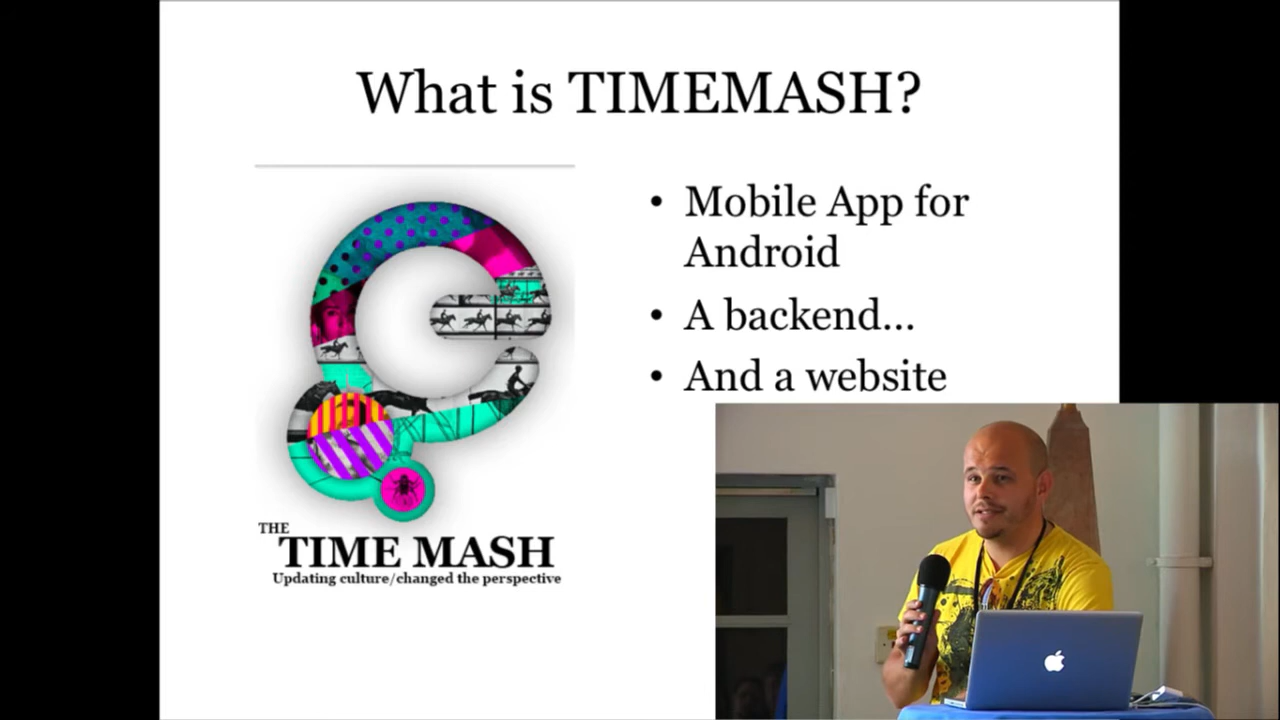 What is TIMEMASH?
• Mobile App for
Android
• A backend...
• And a website
THE
TIME MASH
Updating culture/changed the perspective